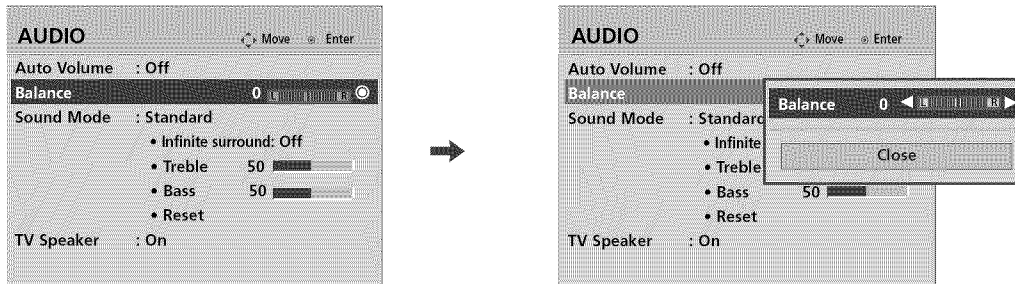 AUDIO
Move Enter
Auto Volume : Off
Balance 0 L R
Sound Mode : Standard
• Infinite surround: Off
• Treble 50
• Bass 50
• Reset
TV Speaker : On
AUDIO
Move Enter
Auto Volume : Off
Balance
Sound Mode : Standard
• Infinite
• Treble
• Bass 50
• Reset
TV Speaker : On
Balance 0 L R
Close